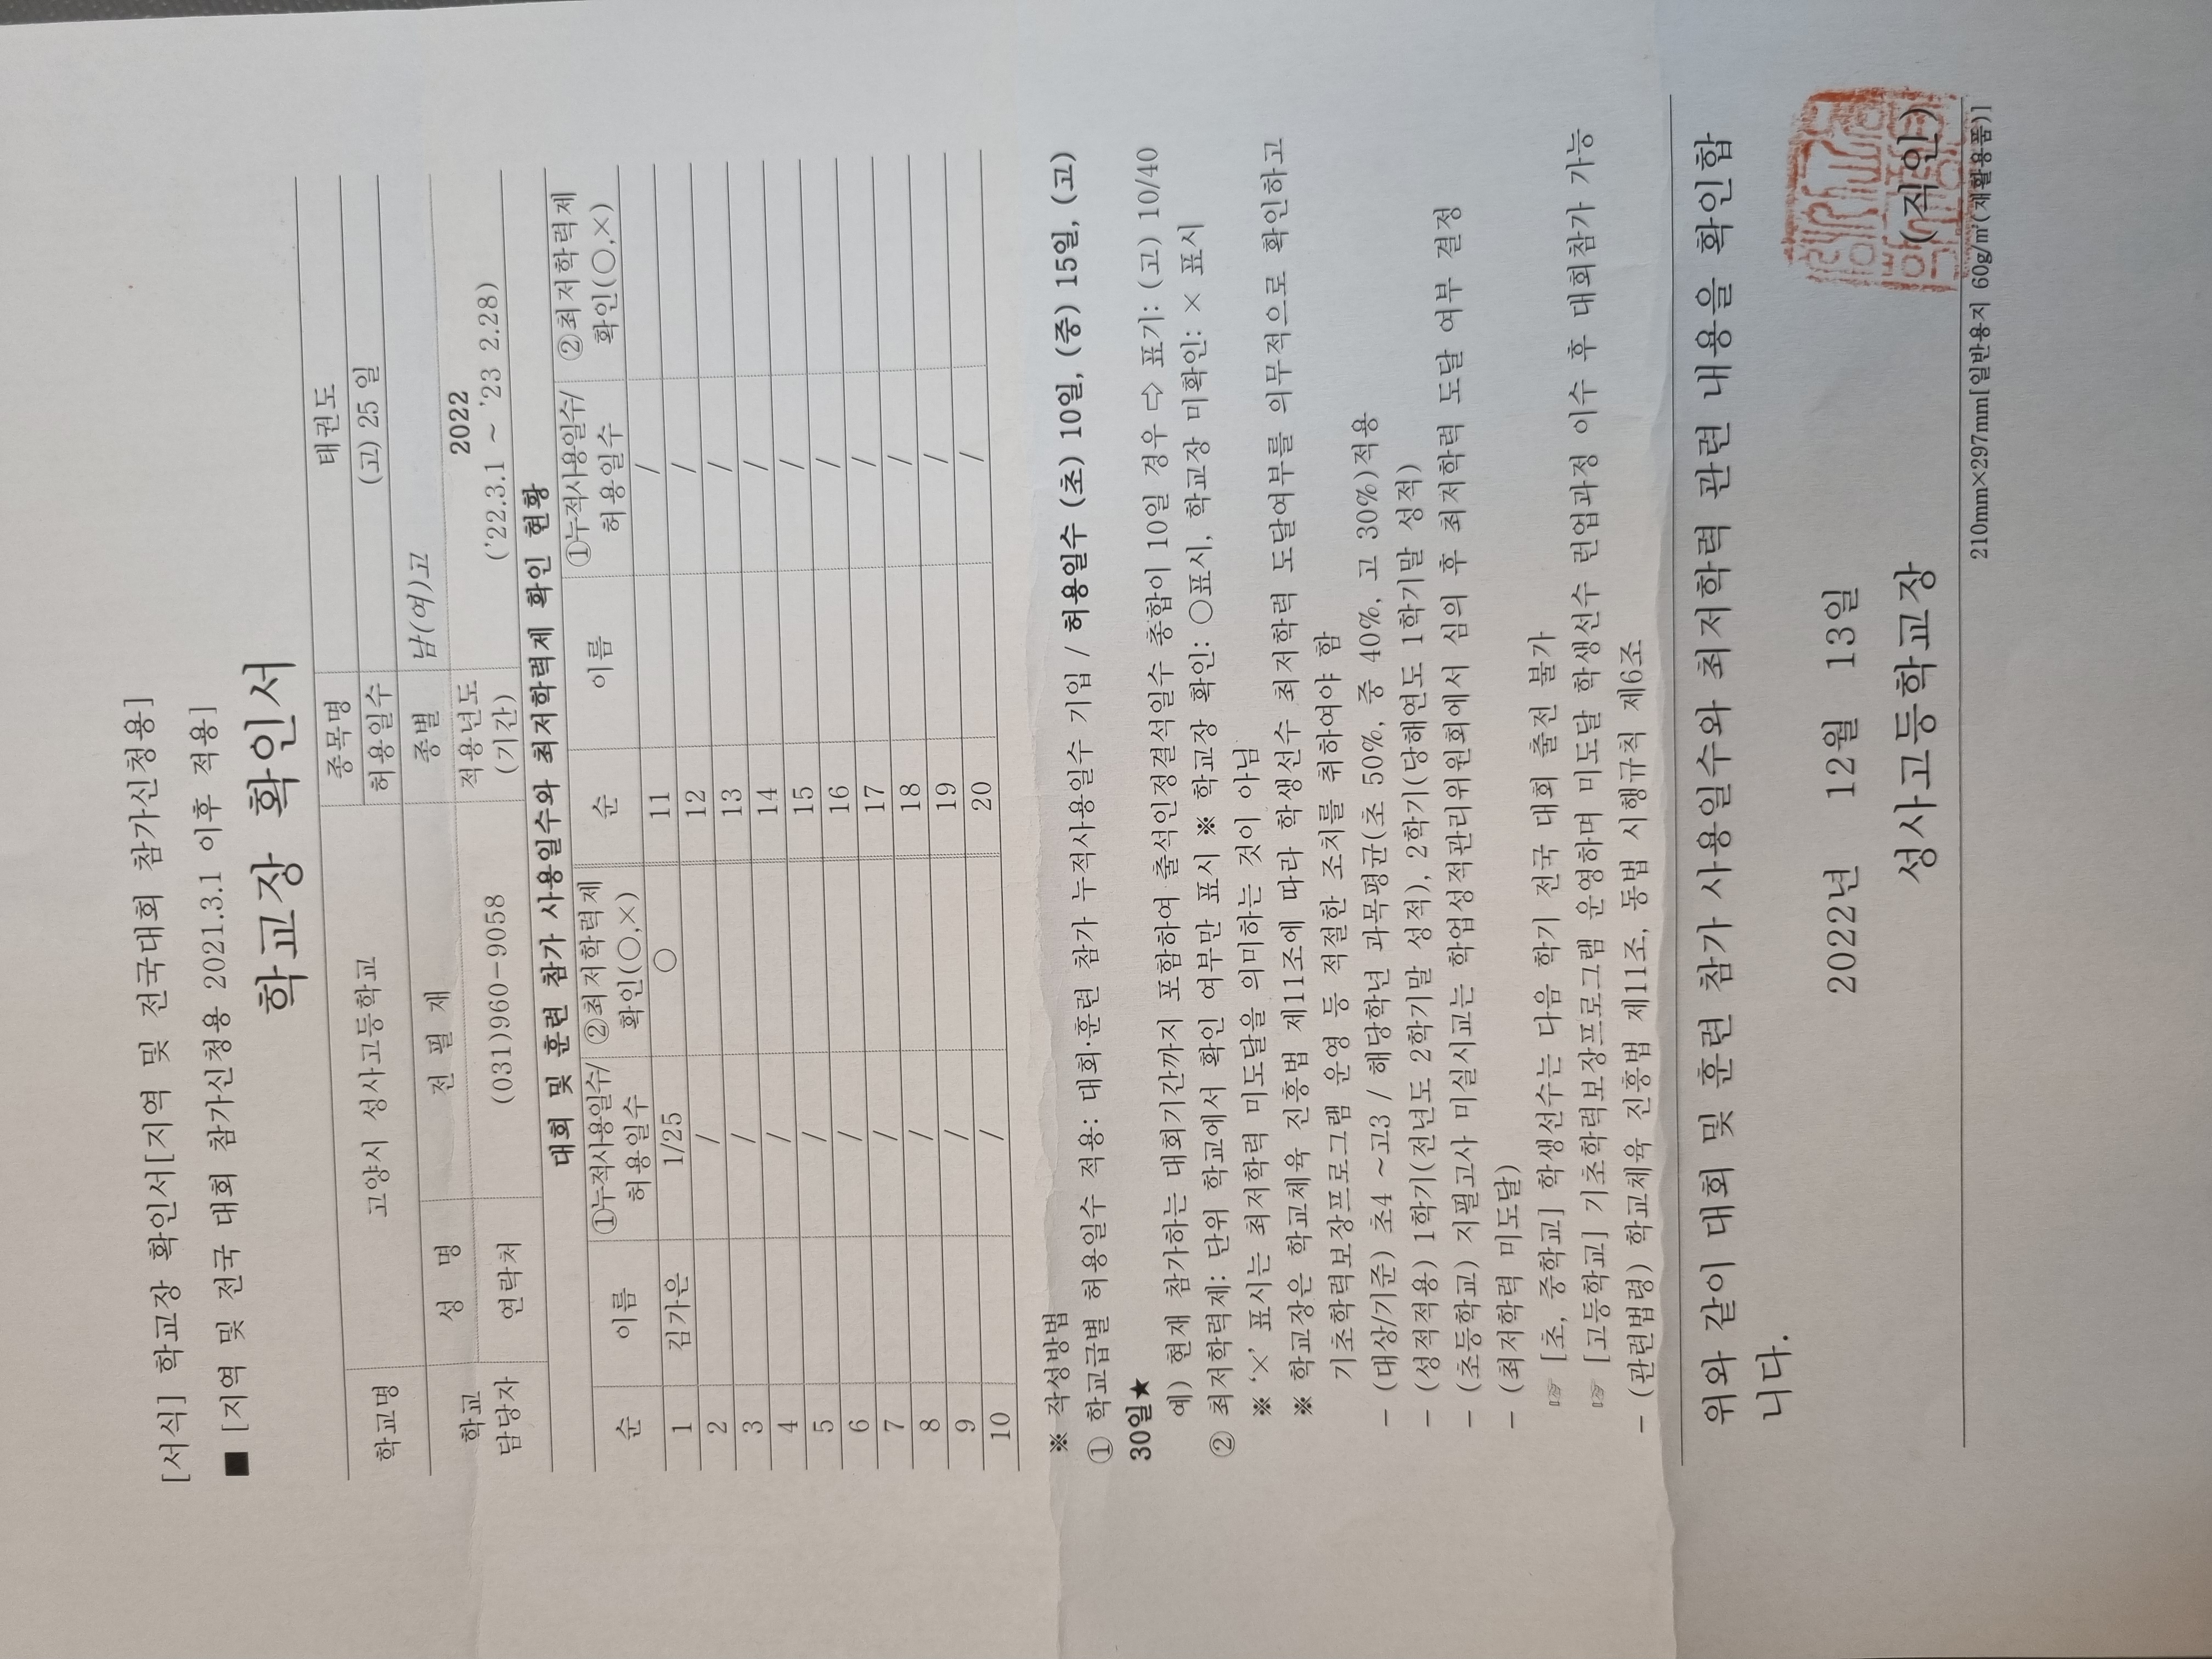 [서식] 학교장 확인서[지역 및 전국대회 참가신청용]
■ [지역 및 전국 대회 참가신청용 2021.3.1 이후 적용]
학교장 확인서
학교명 고양시 성사고등학교 종목명 태권도
허용일수 (고) 25 일
학교 담당자 성 명 전 필 재 종별 남(여)고
연락처 (031)960-9058 적용년도 (기간) 2022
('22.3.1 ~ '23 2.28)
대회 및 훈련 참가 사용일수와 최저학력제 확인 현황
순 이름 ①누적사용일수/ ②최저학력제 순 이름 ①누적사용일수/ ②최저학력제
허용일수 확인(○,×) 허용일수 확인(○,×)
1 김가은 1/25 ○ 11 /
2 / 12 /
3 / 13 /
4 / 14 /
5 / 15 /
6 / 16 /
7 / 17 /
8 / 18 /
9 / 19 /
10 / 20 /
※ 작성방법
① 학교급별 허용일수 적용: 대회·훈련 참가 누적사용일수 기입 / 허용일수 (초) 10일, (중) 15일, (고)
30일★
예) 현재 참가하는 대회기간까지 포함하여 출석인정결석일수 총합이 10일 경우 ⇨ 표기: (고) 10/40
② 최저학력제: 단위 학교에서 확인 여부만 표시 ※ 학교장 확인: ○표시, 학교장 미확인: × 표시
※ '×' 표시는 최저학력 미도달을 의미하는 것이 아님
※ 학교장은 학교체육 진흥법 제11조에 따라 학생선수 최저학력 도달여부를 의무적으로 확인하고
기초학력보장프로그램 운영 등 적절한 조치를 취하여야 함
- (대상/기준) 초4 ~고3 / 해당학년 과목평균(초 50%, 중 40%, 고 30%)적용
- (성적적용) 1학기(전년도 2학기말 성적), 2학기(당해연도 1학기말 성적)
- (초등학교) 지필고사 미실시교는 학업성적관리위원회에서 심의 후 최저학력 도달 여부 결정
- (최저학력 미도달)
☞ [초, 중학교] 학생선수는 다음 학기 전국 대회 출전 불가
☞ [고등학교] 기초학력보장프로그램 운영하며 미도달 학생선수 런업과정 이수 후 대회참가 가능
- (관련법령) 학교체육 진흥법 제11조, 동법 시행규칙 제6조
위와 같이 대회 및 훈련 참가 사용일수와 최저학력 관련 내용을 확인합
니다.
2022년 12월 13일
성사고등학교장 (직인)
210mm×297mm[일반용지 60g/㎡(재활용품)]